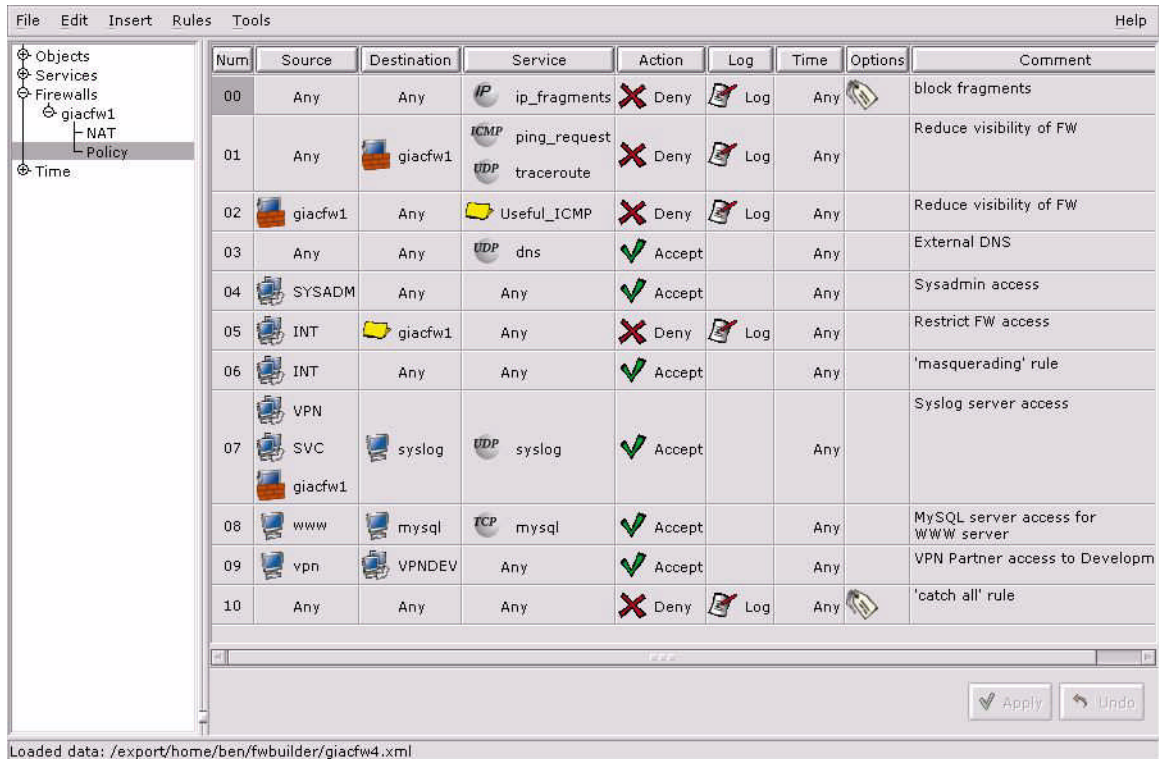 File Edit Insert Rules Tools Help
Objects
Services
Firewalls
giacfw1
NAT
Policy
Time
Num Source Destination Service Action Log Time Options Comment
00 Any Any IP ip_fragments Deny Log Any block fragments
01 Any giacfw1 ICMP ping_request UDP traceroute Deny Log Any Reduce visibility of FW
02 giacfw1 Any Useful_ICMP Deny Log Any Reduce visibility of FW
03 Any Any UDP dns Accept Any External DNS
04 SYSADM Any Any Accept Any Sysadmin access
05 INT giacfw1 Any Deny Log Any Restrict FW access
06 INT Any Any Accept Any 'masquerading' rule
07 VPN SVC giacfw1 syslog UDP syslog Accept Any Syslog server access
08 www mysql TCP mysql Accept Any MySQL server access for
WWW server
09 vpn VPNDEV Any Accept Any VPN Partner access to Developm
10 Any Any Any Deny Log Any 'catch all' rule
Apply Undo
Loaded data: /export/home/ben/fwbuilder/giacfw4.xml